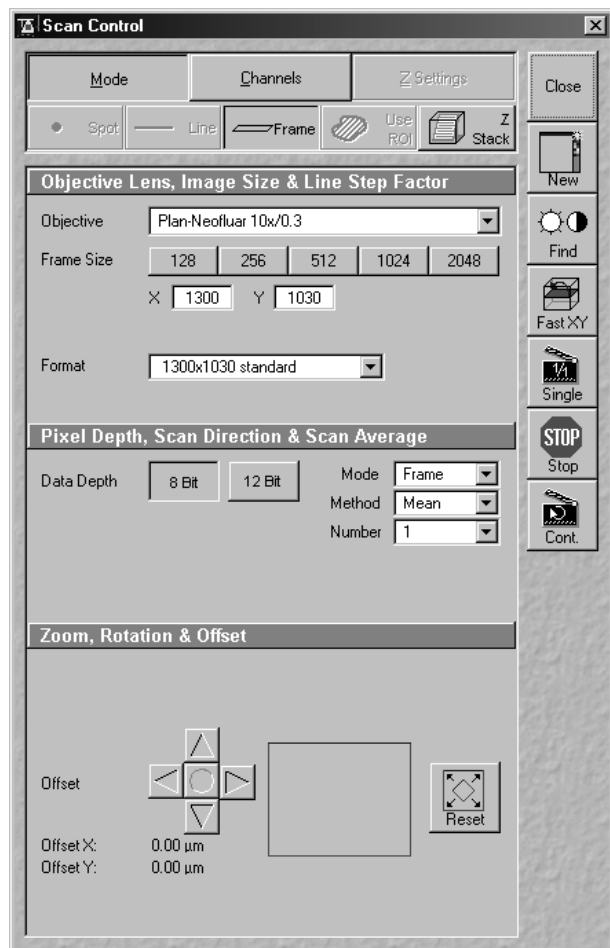 Scan Control
Mode Channels Z Settings
Spot Line Frame Use ROI Z Stack
Close
New
Find
Fast XY
1/1
Single
STOP
Stop
Cont.
Objective Lens, Image Size & Line Step Factor
Objective Plan-Neofluar 10x/0.3
Frame Size 128 256 512 1024 2048
X 1300 Y 1030
Format 1300x1030 standard
Pixel Depth, Scan Direction & Scan Average
Data Depth 8 Bit 12 Bit Mode Frame
Method Mean
Number 1
Zoom, Rotation & Offset
Offset
Reset
Offset X: 0.00 µm
Offset Y: 0.00 µm